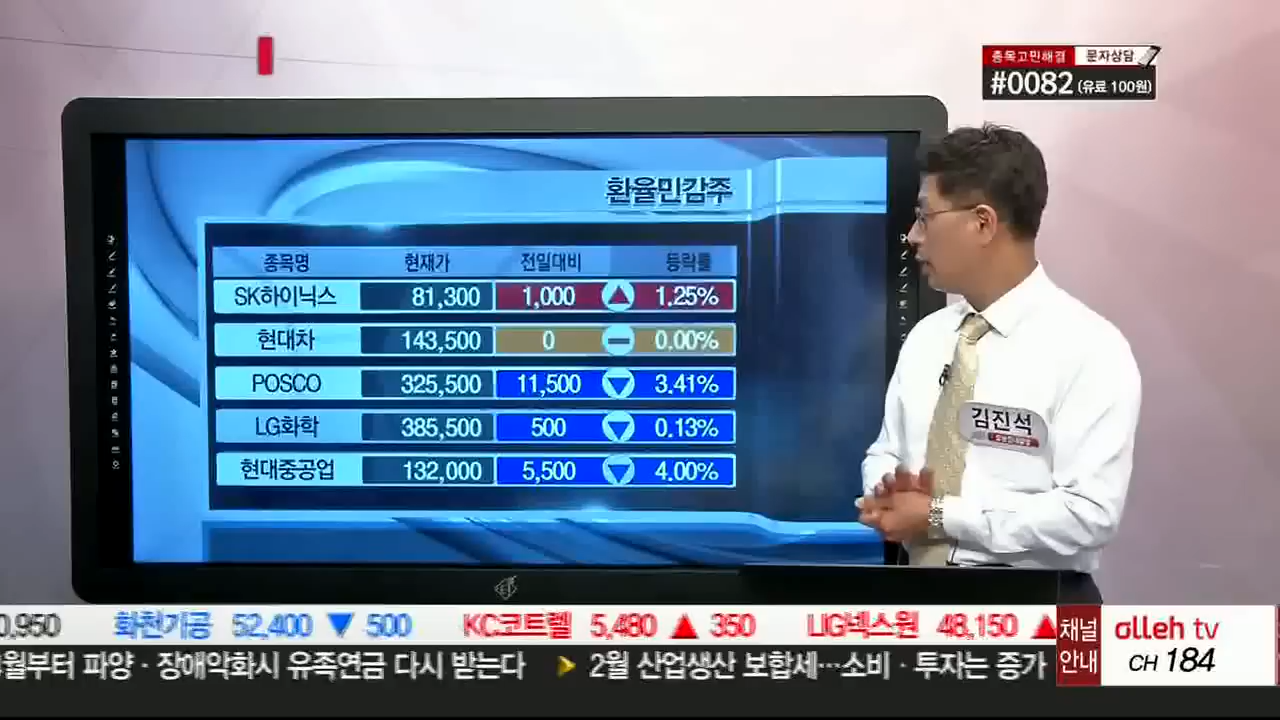 종목고민해결 문자상담
#0082 (유료 100원)
환율민감주
종목명 현재가 전일대비 등락률
SK하이닉스 81,300 1,000 ▲ 1.25%
현대차 143,500 0 - 0.00%
POSCO 325,500 11,500 ▼ 3.41%
LG화학 385,500 500 ▼ 0.13%
현대중공업 132,000 5,500 ▼ 4.00%
김진석
0,950 화천기공 52,400 ▼ 500 KC코트렐 5,480 ▲ 350 LIG넥스원 48,150 ▲
월부터 파양·장애악화시 유족연금 다시 받는다 2월 산업생산 보합세…소비·투자는 증가
채널안내
olleh tv
CH 184